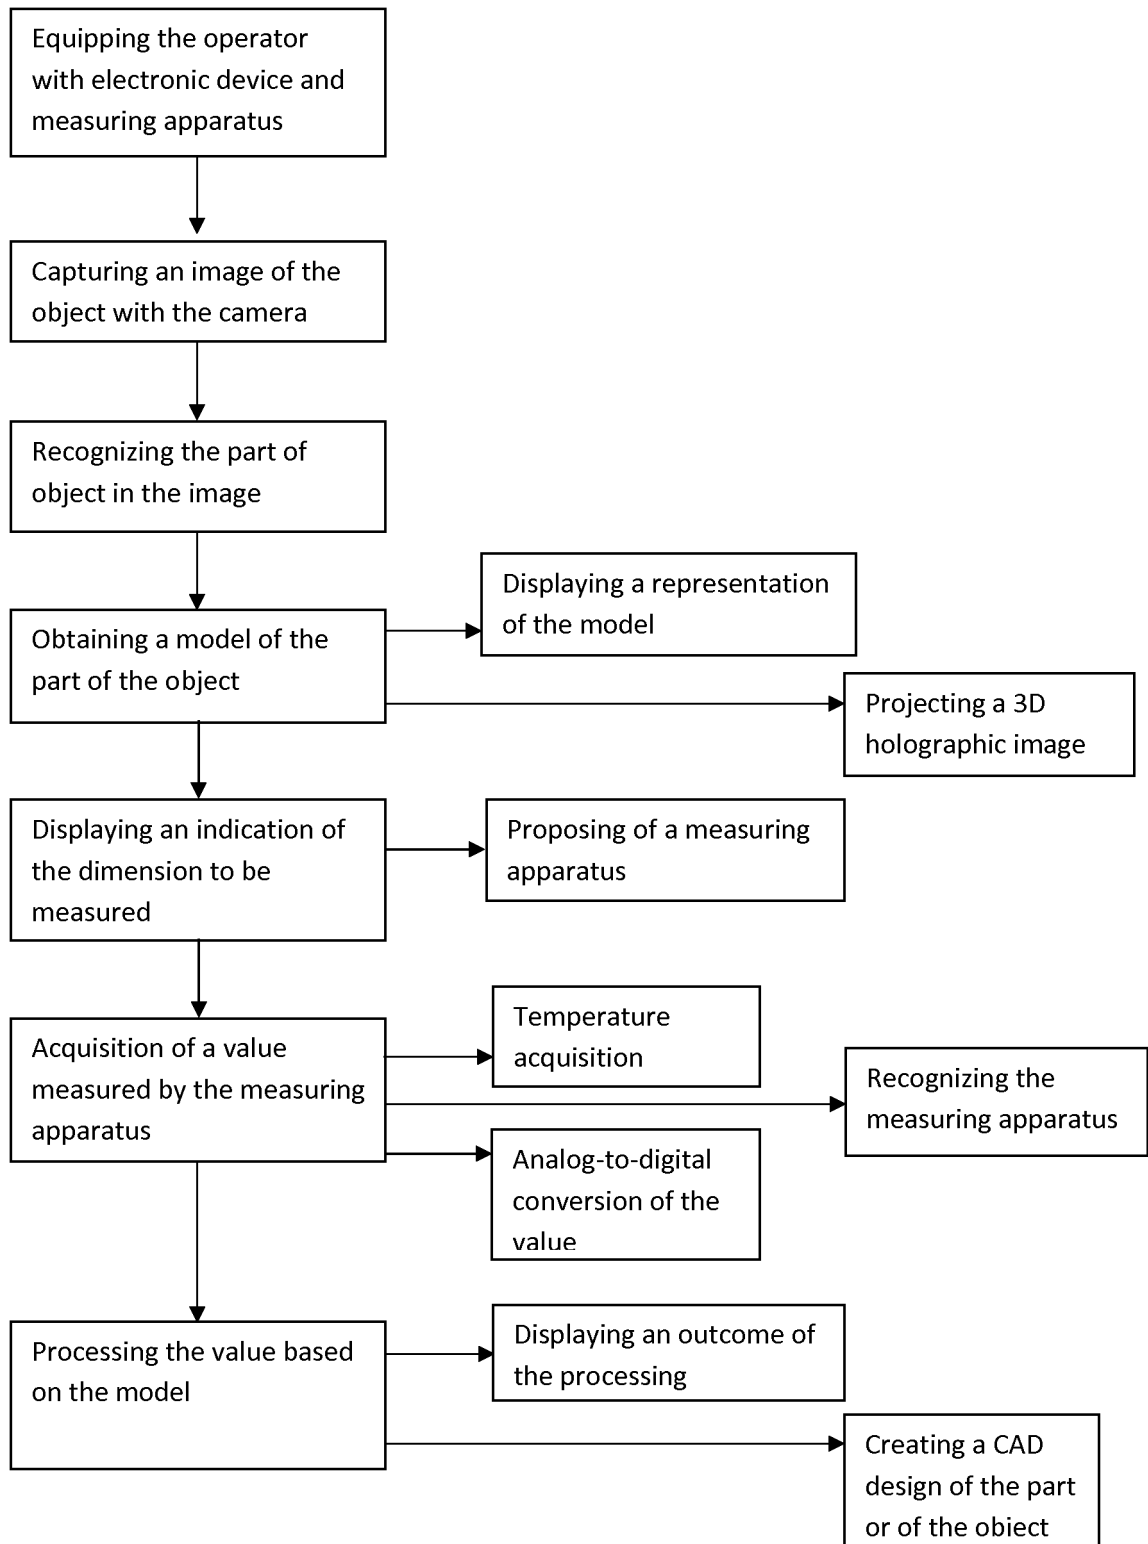 Equipping the operator
with electronic device and
measuring apparatus
Capturing an image of the
object with the camera
Recognizing the part of
object in the image
Displaying a representation
of the model
Obtaining a model of the
part of the object
Projecting a 3D
holographic image
Displaying an indication of
the dimension to be
measured
Proposing of a measuring
apparatus
Temperature
acquisition
Acquisition of a value
measured by the measuring
apparatus
Recognizing the
measuring apparatus
Analog-to-digital
conversion of the
value
Displaying an outcome of
the processing
Processing the value based
on the model
Creating a CAD
design of the part
or of the object